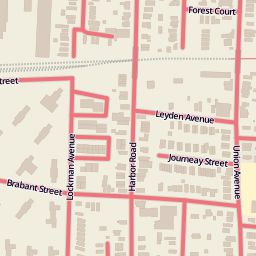 Forest Court
treet
Leyden Avenue
Journeay Street
Union Avenue
Harbor Road
Lockman Avenue
Brabant Street